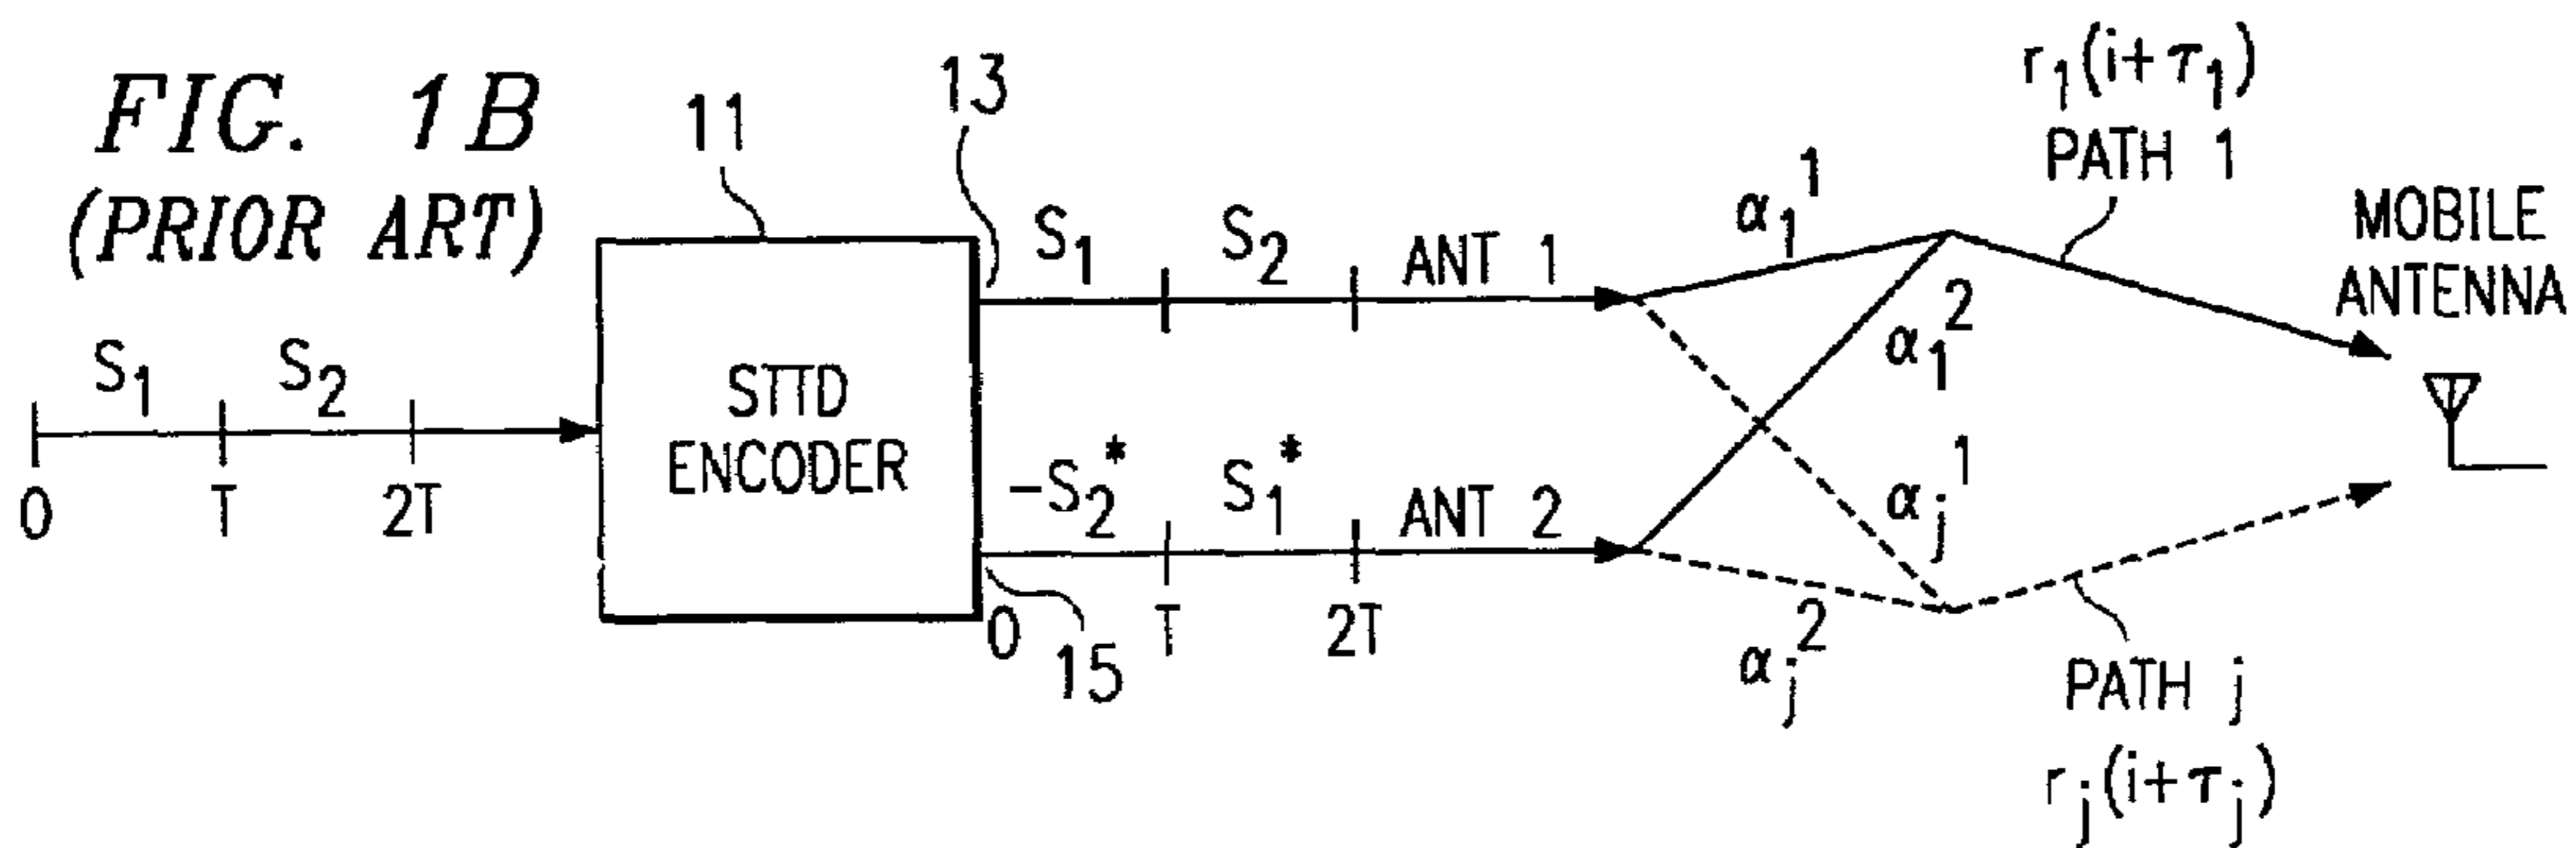 FIG. 1B
(PRIOR ART)
S1 S2
0 T 2T
11
STTD
ENCODER
13
S1 S2 ANT 1
-S2* S1* ANT 2
0 T 2T
15
α1^1
α1^2
αj^1
αj^2
r1(i+τ1)
PATH 1
MOBILE
ANTENNA
PATH j
rj(i+τj)